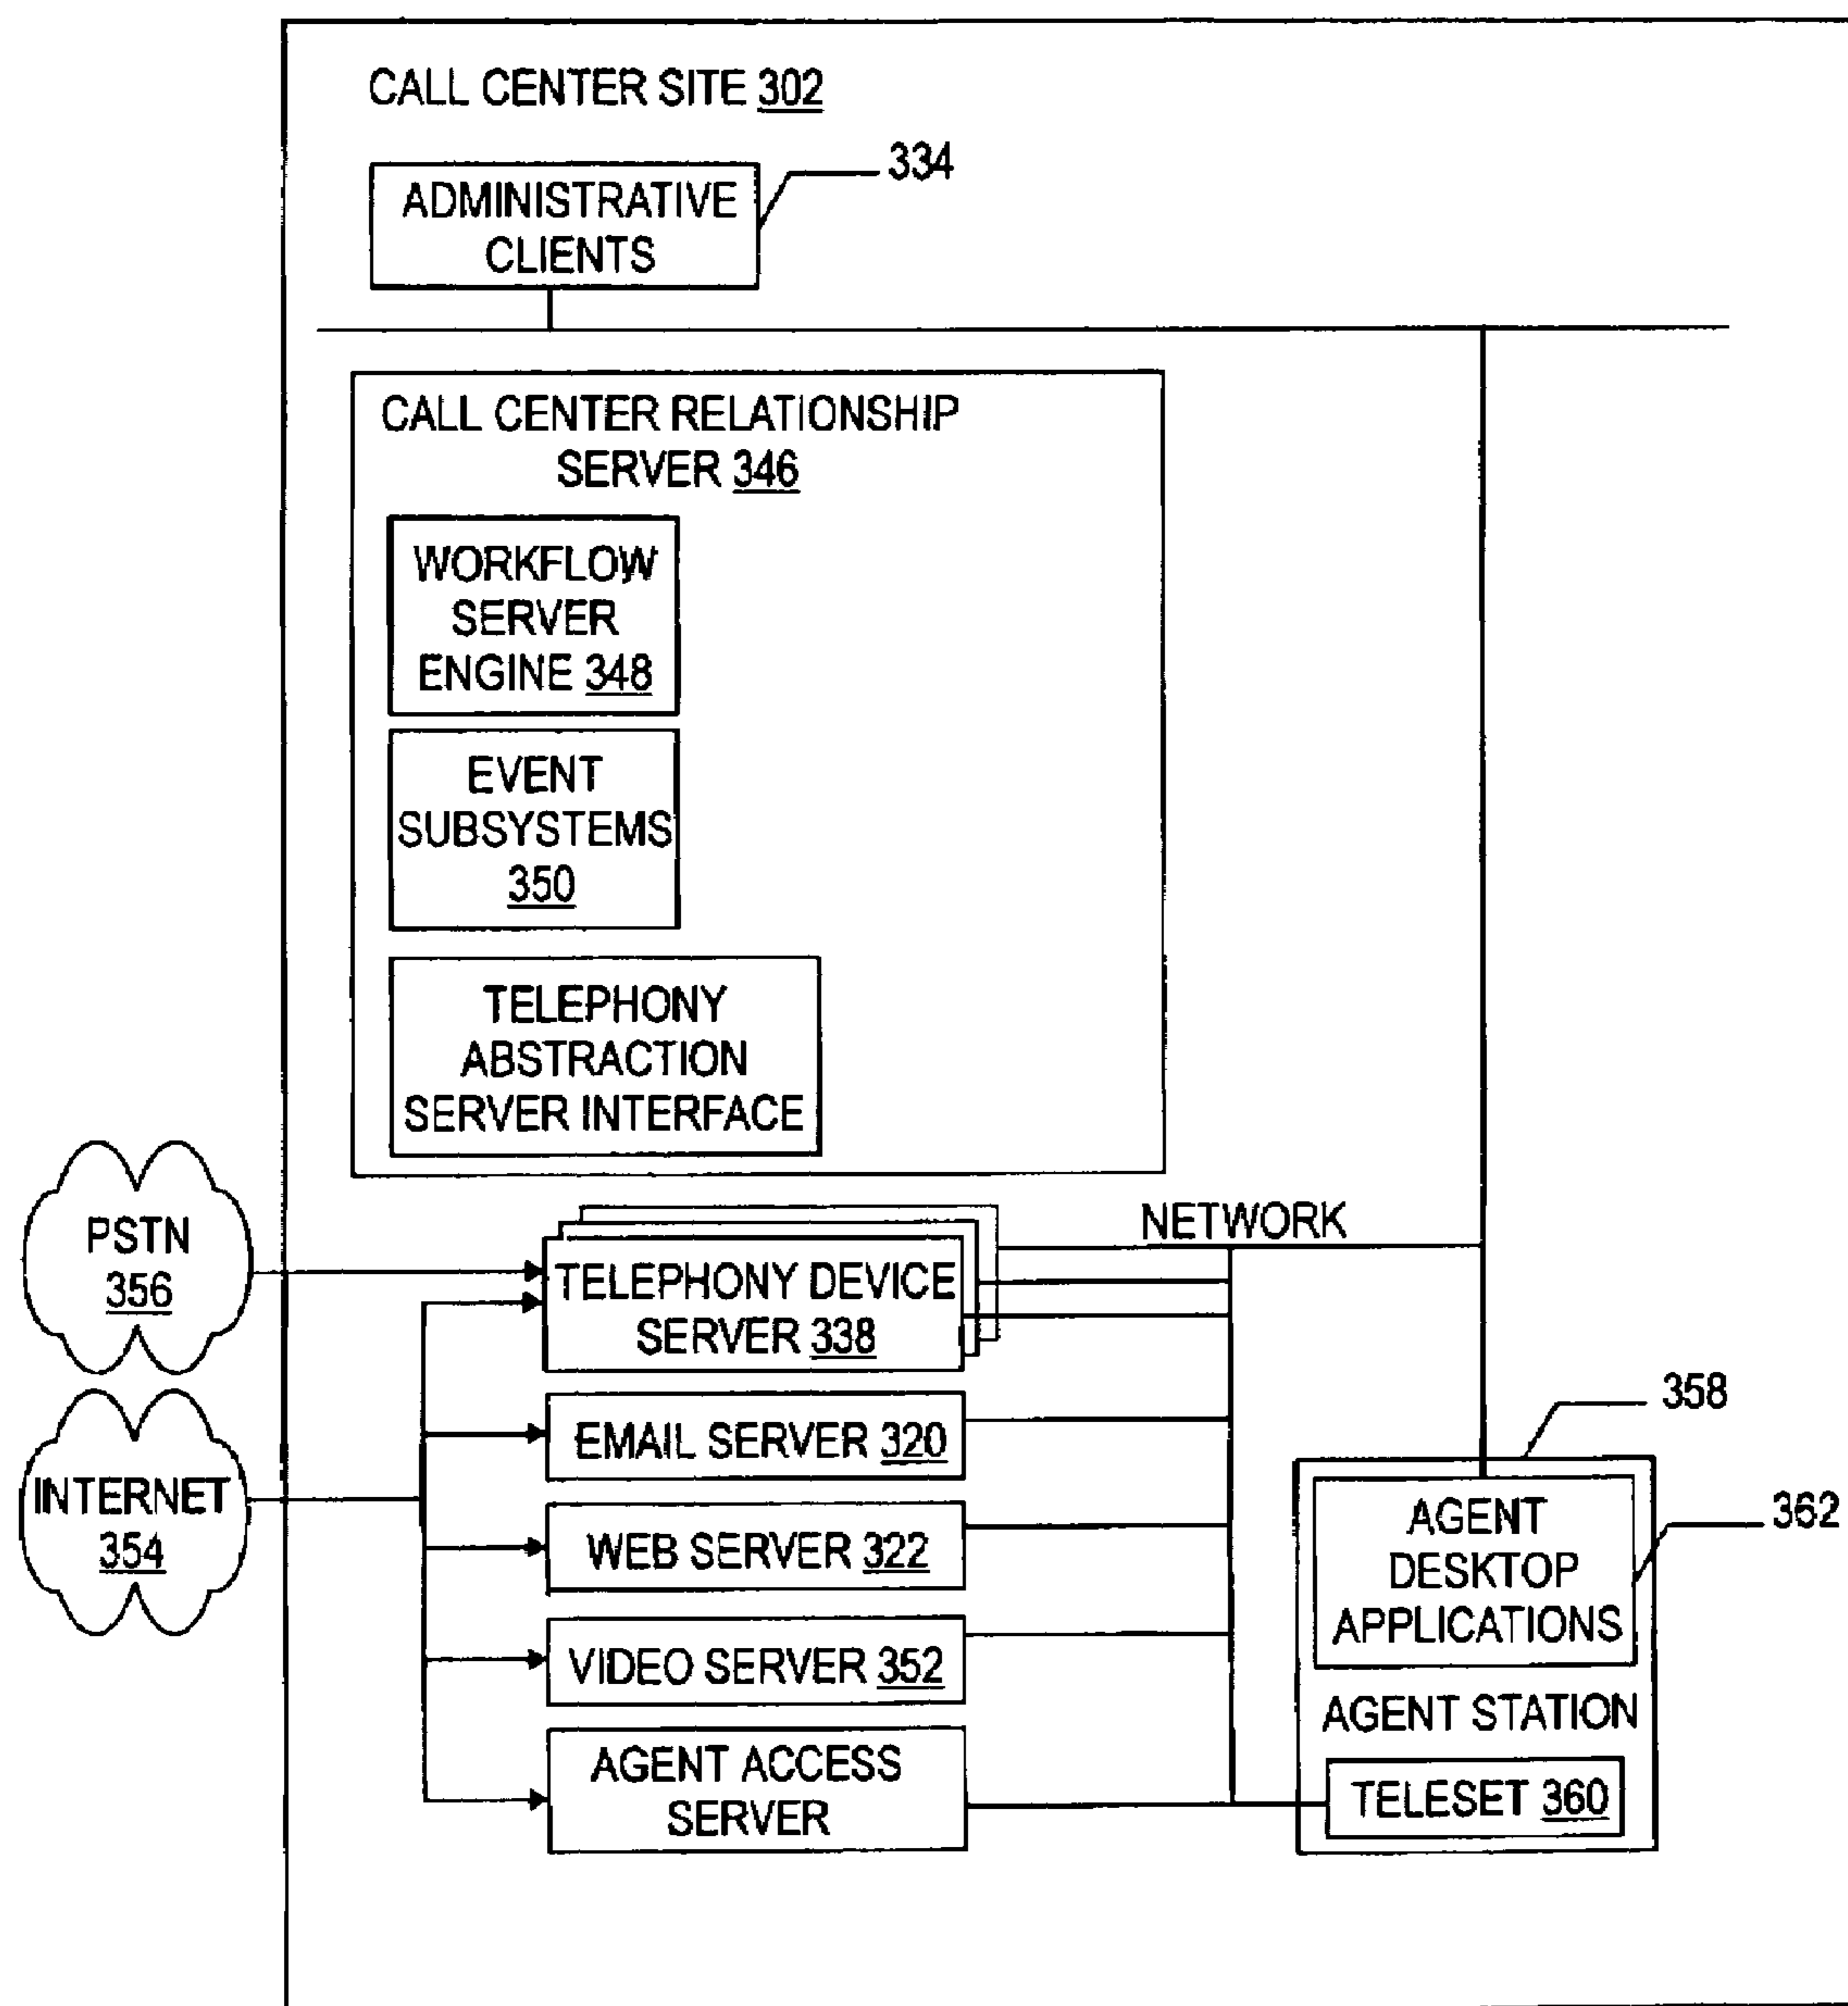 CALL CENTER SITE 302
334
ADMINISTRATIVE
CLIENTS
CALL CENTER RELATIONSHIP
SERVER 346
WORKFLOW
SERVER
ENGINE 348
EVENT
SUBSYSTEMS
350
TELEPHONY
ABSTRACTION
SERVER INTERFACE
PSTN
356
NETWORK
TELEPHONY DEVICE
SERVER 338
INTERNET
354
EMAIL SERVER 320
WEB SERVER 322
VIDEO SERVER 352
AGENT ACCESS
SERVER
358
AGENT
DESKTOP
APPLICATIONS
362
AGENT STATION
TELESET 360